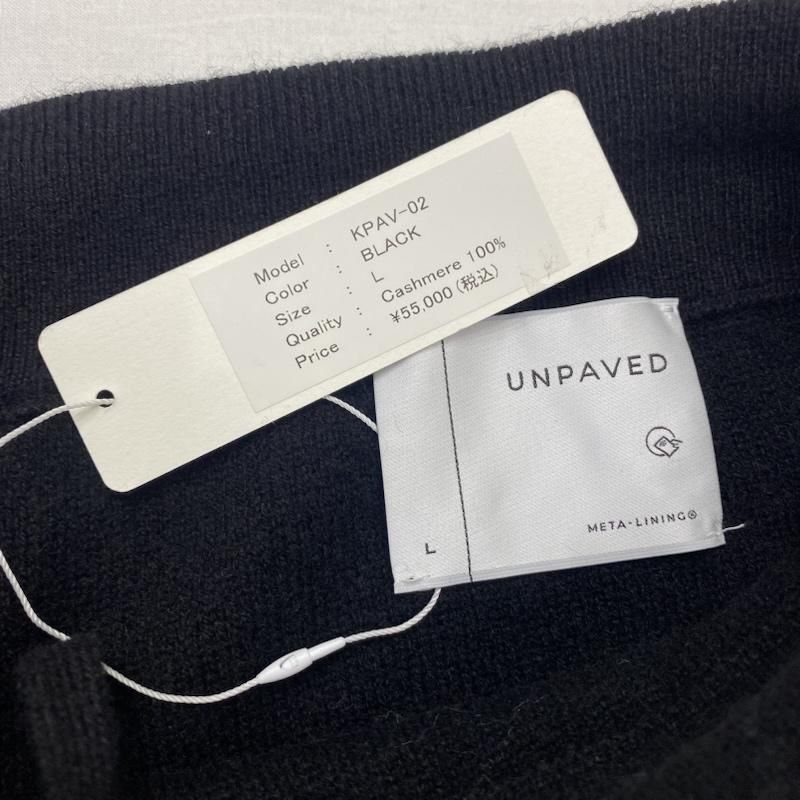 Model : KPAV-02
Color : BLACK
Size : L
Quality : Cashmere 100%
Price : ¥55,000(税込)
UNPAVED
META-LINING®
L